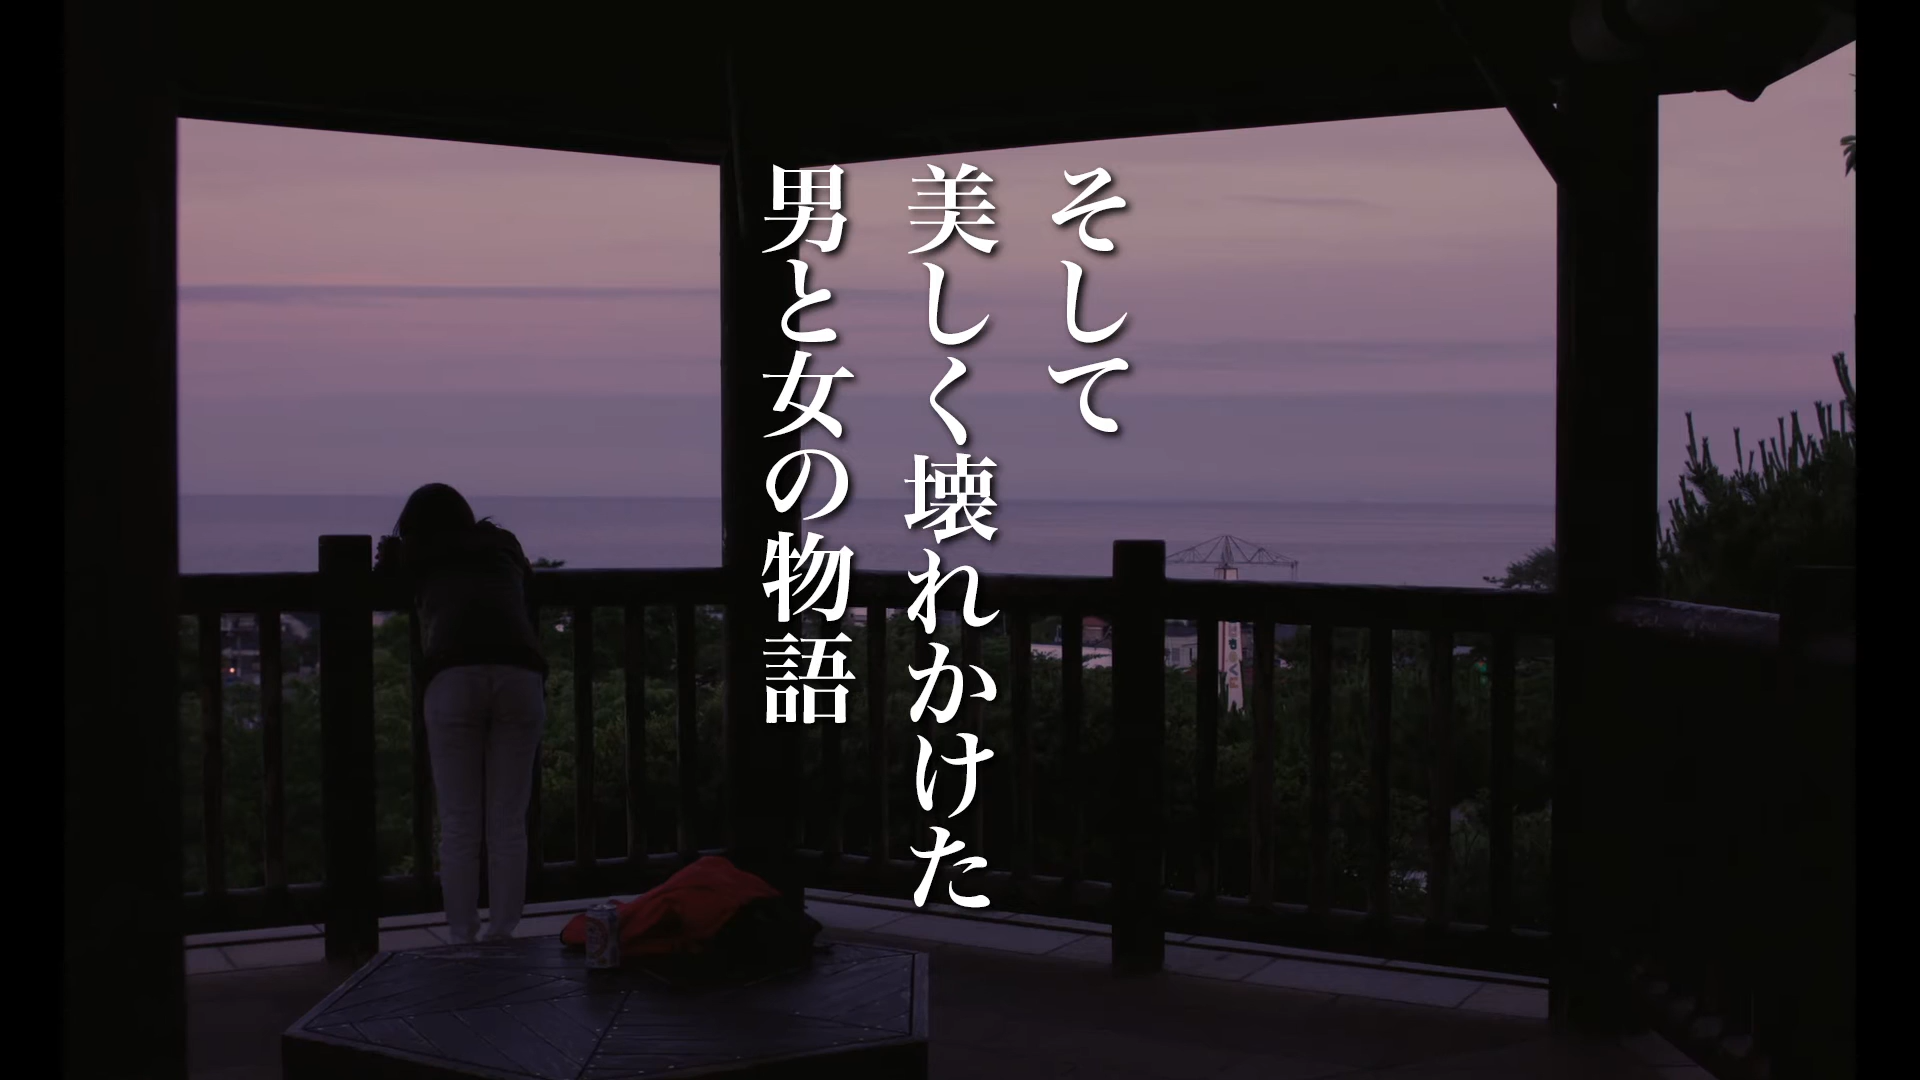 そして
美しく壊れかけた
男と女の物語